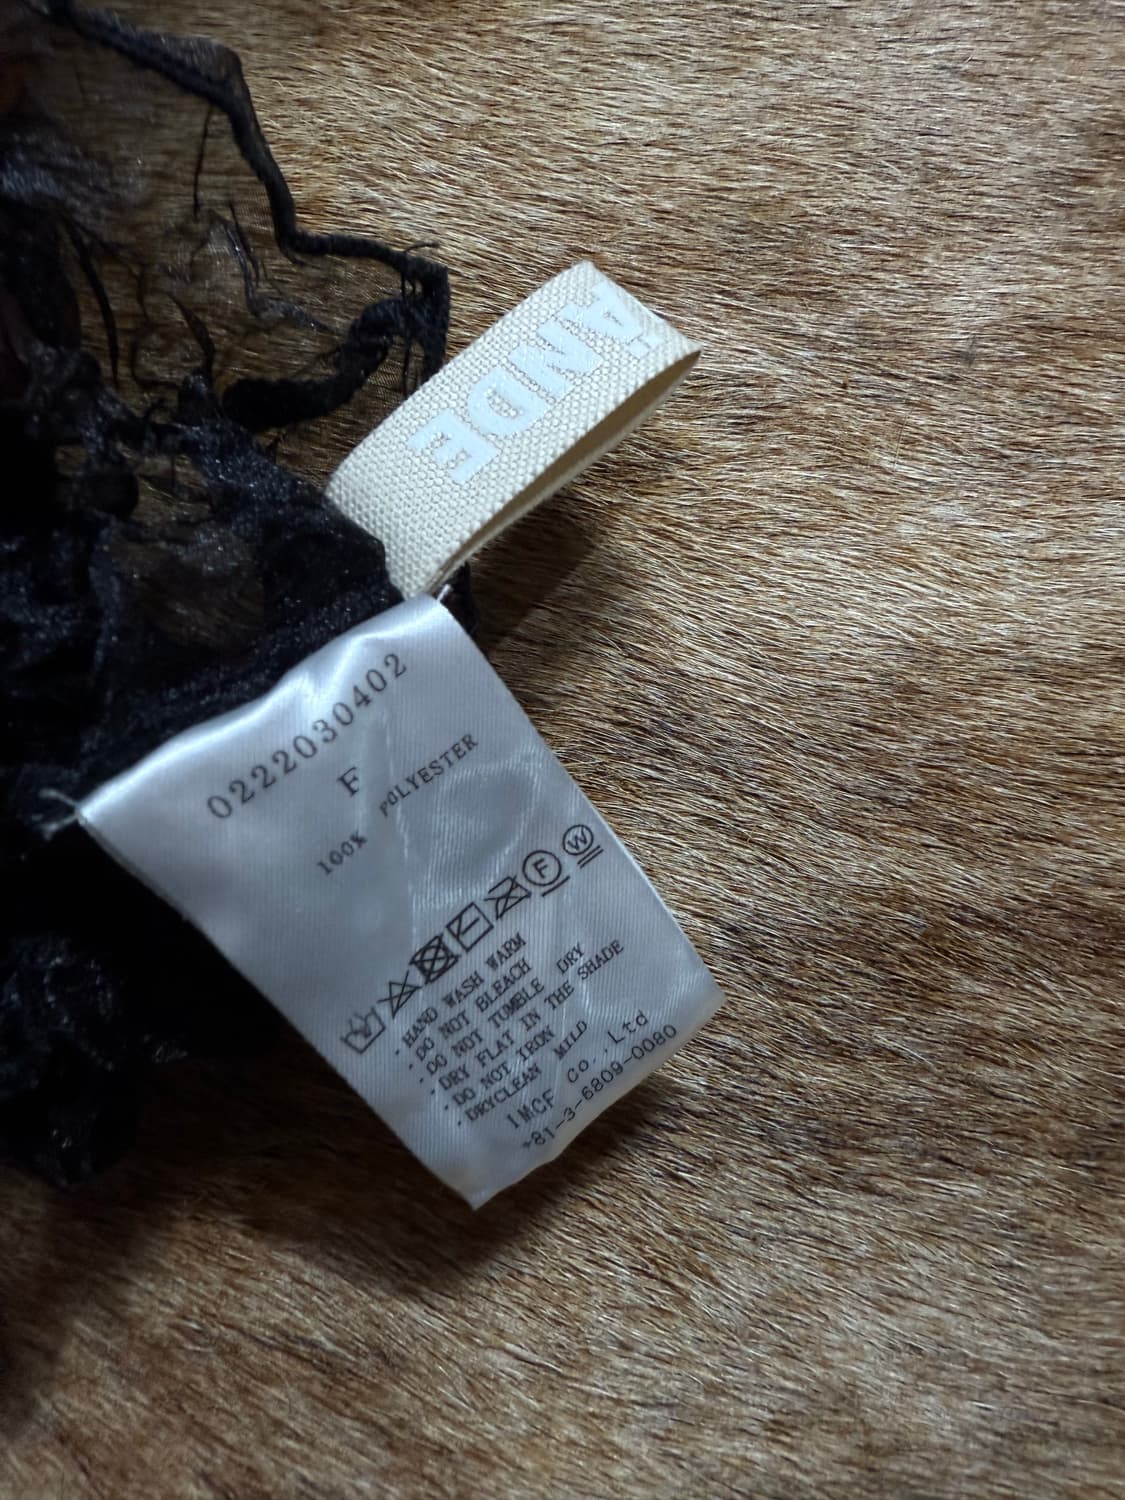 ANDE
0222030402
F
100% POLYESTER
W
F
· HAND WASH WARM
· DO NOT BLEACH
· DO NOT TUMBLE DRY
· DRY FLAT IN THE SHADE
· DO NOT IRON
· DRYCLEAN MILD
IMCF Co.,Ltd
+81-3-6809-0080